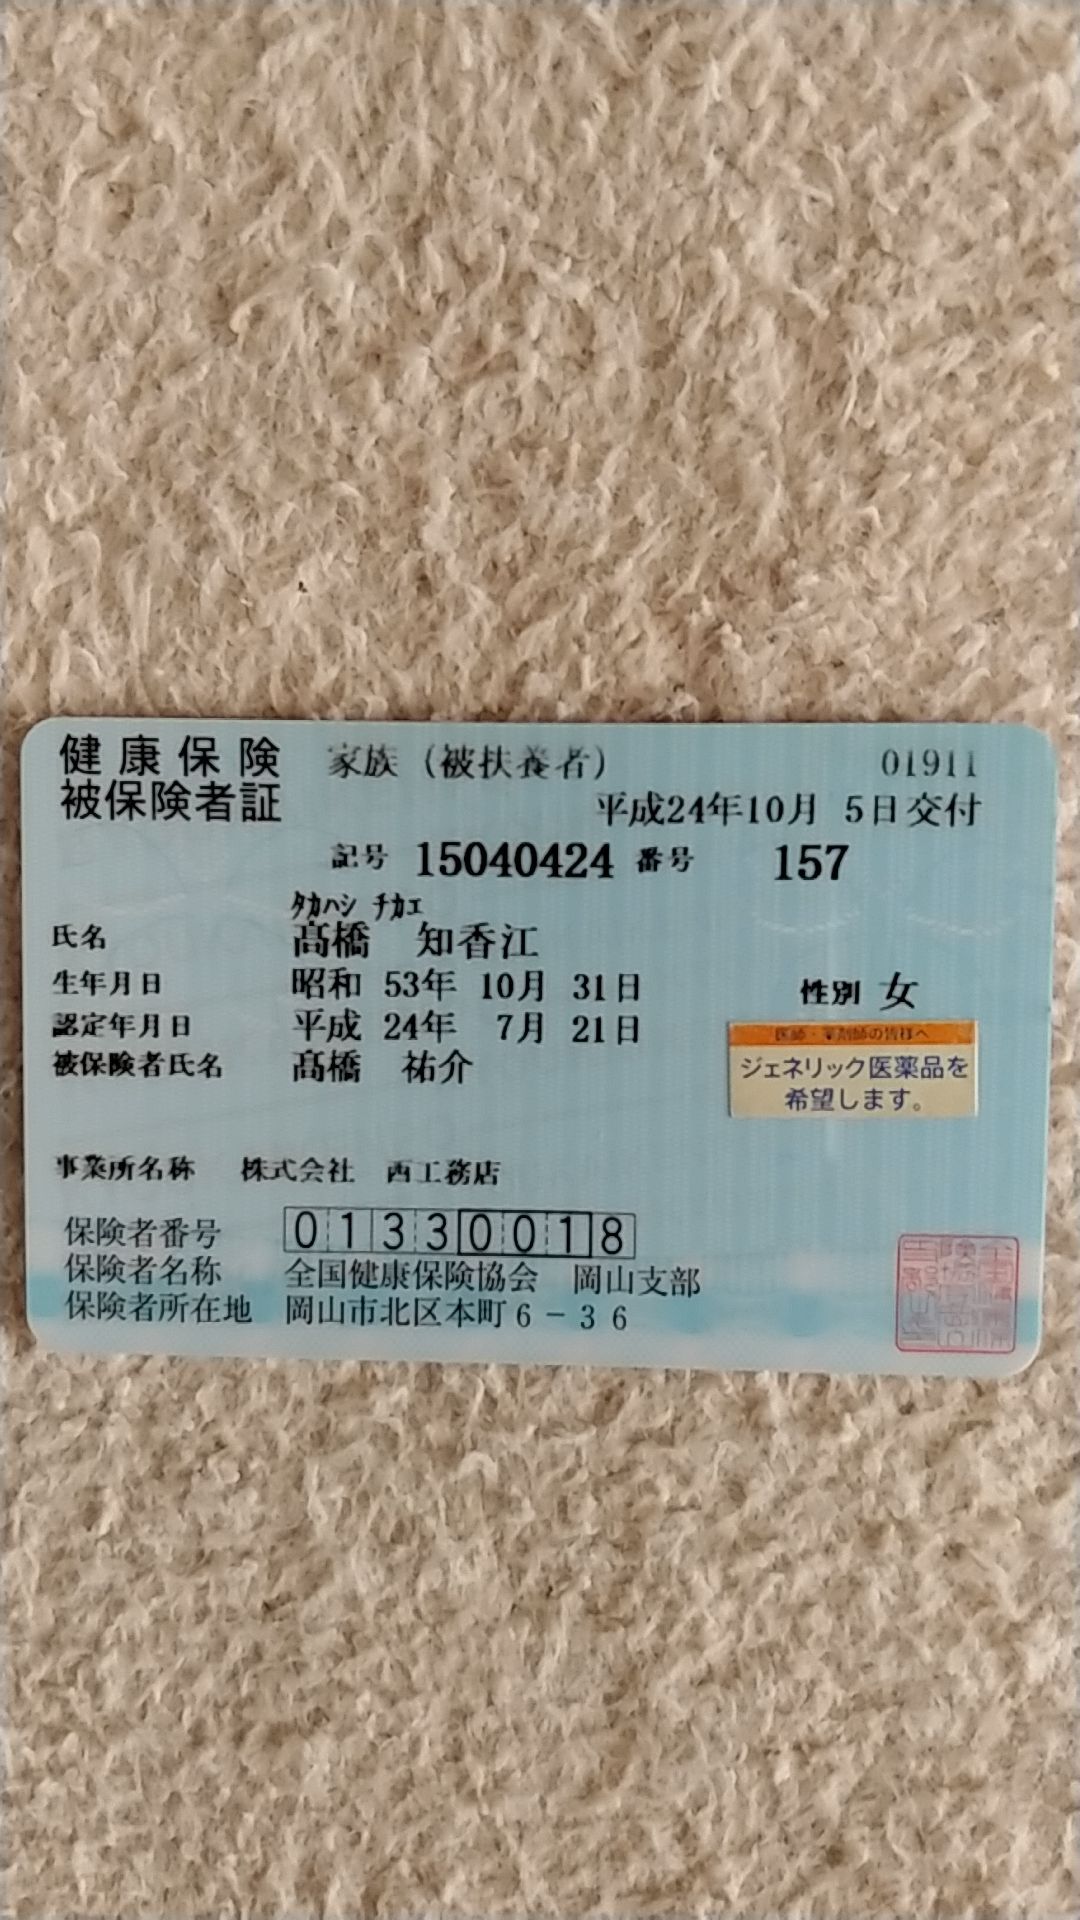 健康保険 家族(被扶養者) 01911
被保険者証 平成24年10月 5日交付
記号 15040424 番号 157
タカハシ チカエ
氏名 髙橋 知香江
生年月日 昭和 53年 10月 31日 性別 女
認定年月日 平成 24年 7月 21日
被保険者氏名 髙橋 祐介
医師・薬剤師の皆様へ
ジェネリック医薬品を
希望します。
事業所名称 株式会社 西工務店
保険者番号 01330018
保険者名称 全国健康保険協会 岡山支部
保険者所在地 岡山市北区本町6-36